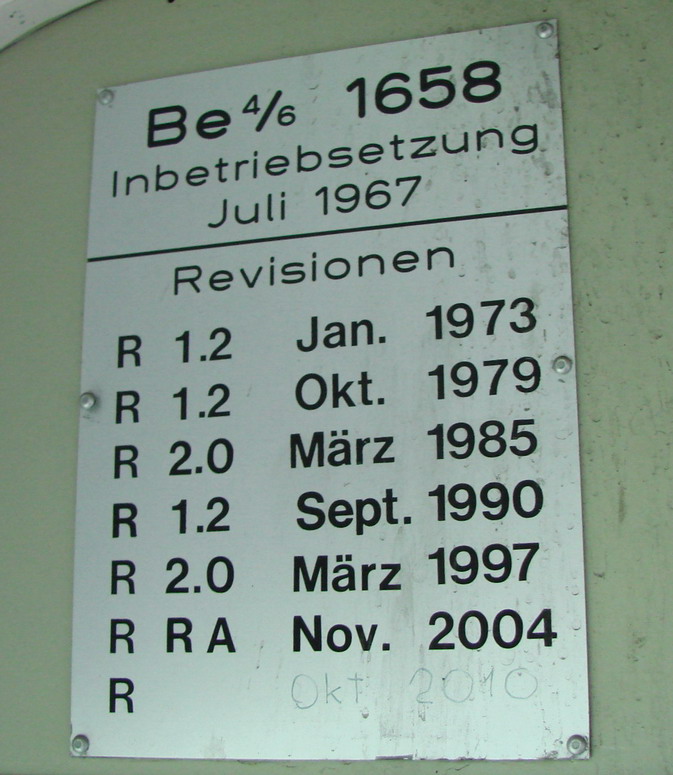 Be 4/6 1658
Inbetriebsetzung
Juli 1967
Revisionen
R 1.2 Jan. 1973
R 1.2 Okt. 1979
R 2.0 März 1985
R 1.2 Sept. 1990
R 2.0 März 1997
R R A Nov. 2004
R Okt 2010